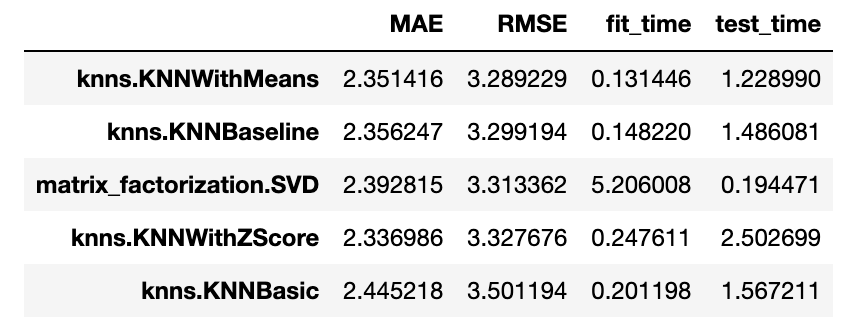 MAE RMSE fit_time test_time
knns.KNNWithMeans 2.351416 3.289229 0.131446 1.228990
knns.KNNBaseline 2.356247 3.299194 0.148220 1.486081
matrix_factorization.SVD 2.392815 3.313362 5.206008 0.194471
knns.KNNWithZScore 2.336986 3.327676 0.247611 2.502699
knns.KNNBasic 2.445218 3.501194 0.201198 1.567211